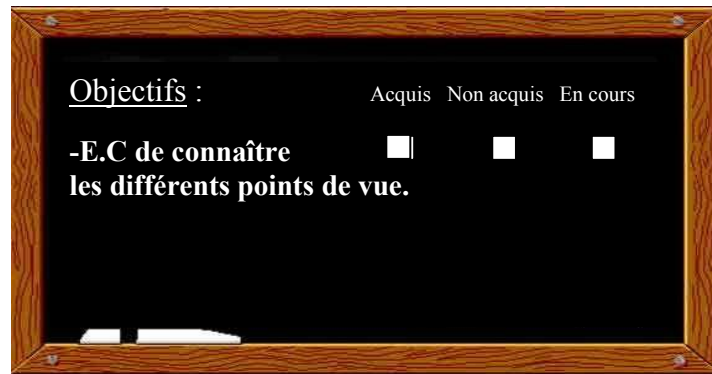 Objectifs : Acquis Non acquis En cours
-E.C de connaître
les différents points de vue.